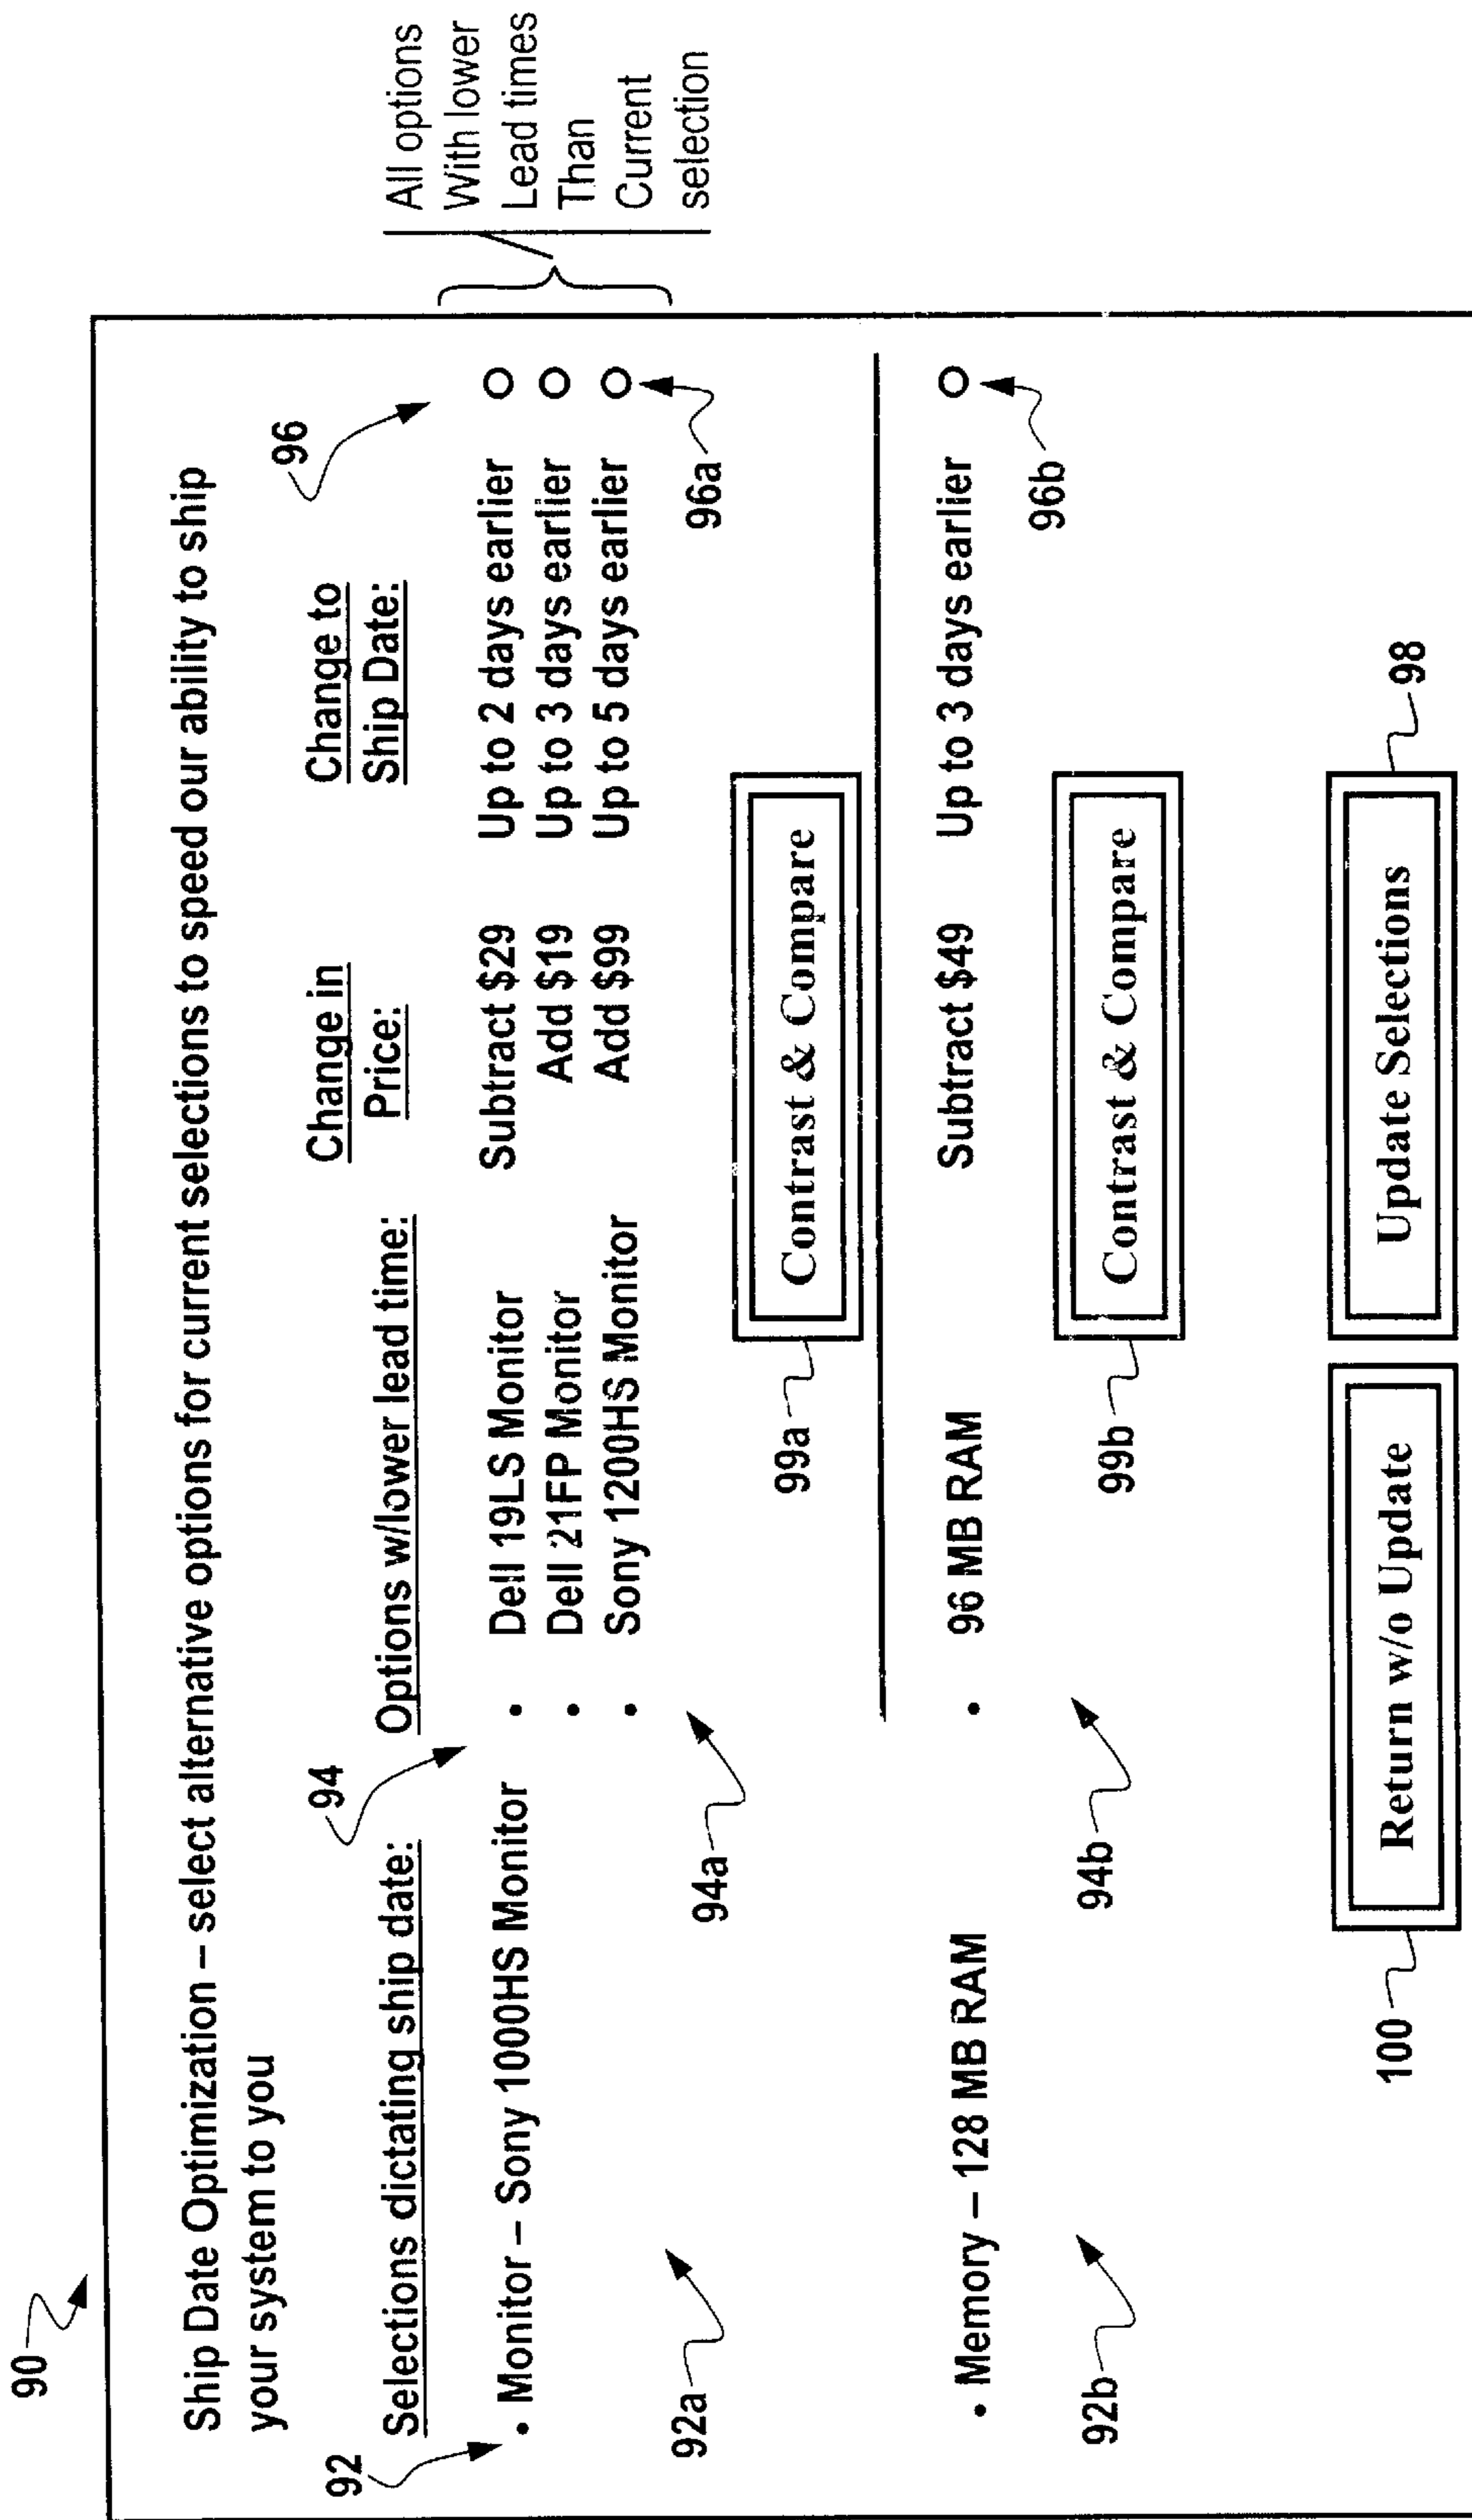 90
Ship Date Optimization – select alternative options for current selections to speed our ability to ship
your system to you
92
Selections dictating ship date:
94
Options w/lower lead time:
Change in
Price:
Change to
Ship Date:
96
• Monitor – Sony 1000HS Monitor
• Dell 19LS Monitor Subtract $29 Up to 2 days earlier
• Dell 21FP Monitor Add $19 Up to 3 days earlier
• Sony 1200HS Monitor Add $99 Up to 5 days earlier
All options
With lower
Lead times
Than
Current
selection
92a
94a
96a
99a
Contrast & Compare
• Memory – 128 MB RAM • 96 MB RAM Subtract $49 Up to 3 days earlier
92b
94b
96b
99b
Contrast & Compare
100
Return w/o Update
Update Selections
98